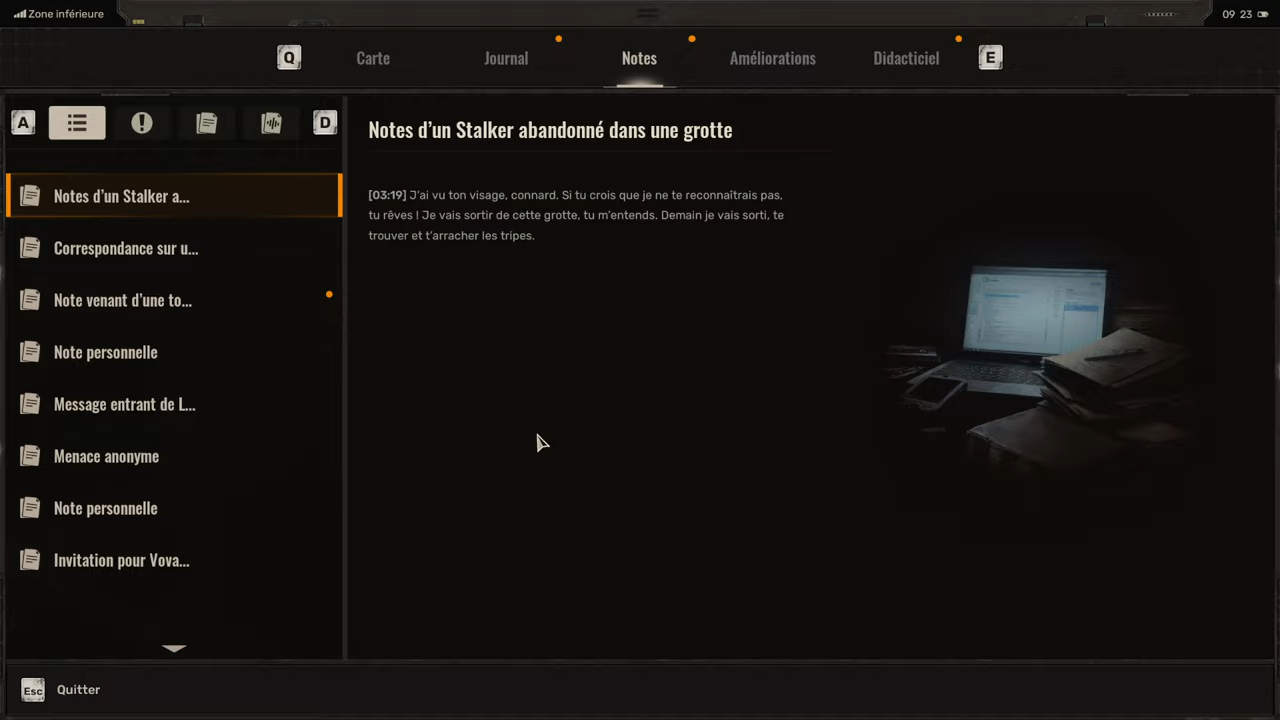 Zone inférieure
09 23
Q
Carte
Journal
Notes
Améliorations
Didacticiel
E
A
D
Notes d'un Stalker a...
Correspondance sur u...
Note venant d'une to...
Note personnelle
Message entrant de L...
Menace anonyme
Note personnelle
Invitation pour Vova...
Notes d'un Stalker abandonné dans une grotte
[03:19] J'ai vu ton visage, connard. Si tu crois que je ne te reconnaîtrais pas,
tu rêves ! Je vais sortir de cette grotte, tu m'entends. Demain je vais sorti, te
trouver et t'arracher les tripes.
Esc
Quitter